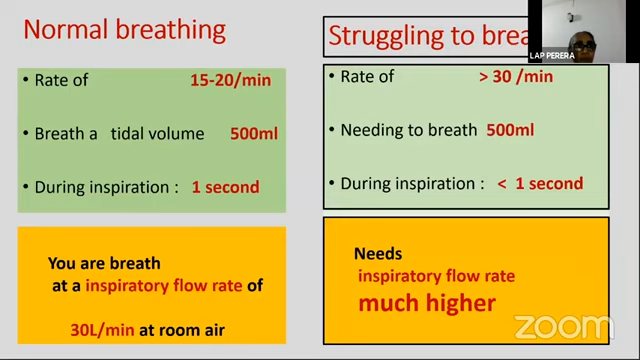 Normal breathing
• Rate of 15-20/min
• Breath a tidal volume 500ml
• During inspiration : 1 second
You are breath
at a inspiratory flow rate of
30L/min at room air
Struggling to
LAP PERERA
• Rate of > 30 /min
• Needing to breath 500ml
• During inspiration : < 1 second
Needs
inspiratory flow rate
much higher
zoom